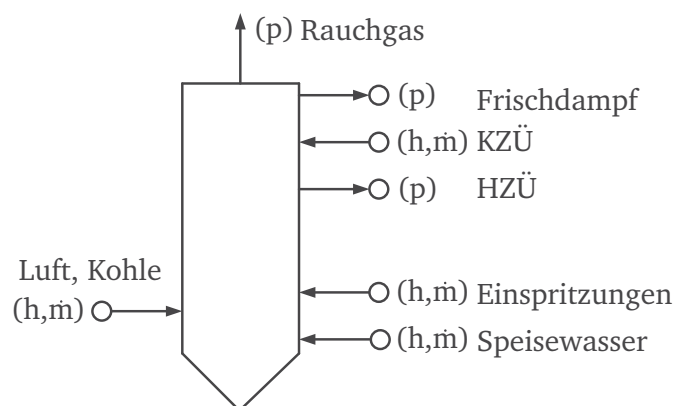 (p) Rauchgas
(p) Frischdampf
(h,ṁ) KZÜ
(p) HZÜ
Luft, Kohle
(h,ṁ)
(h,ṁ) Einspritzungen
(h,ṁ) Speisewasser